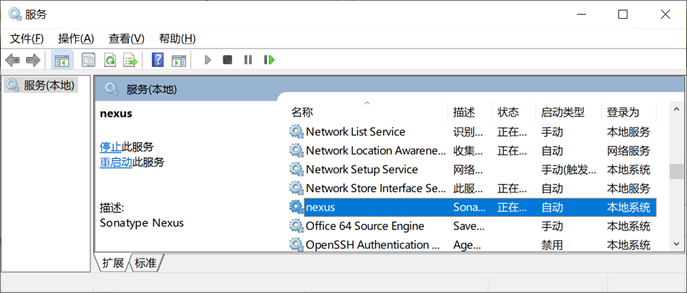 服务
文件(F) 操作(A) 查看(V) 帮助(H)
服务(本地)
服务(本地)
nexus
停止此服务
重启动此服务
描述:
Sonatype Nexus
名称 描述 状态 启动类型 登录为
Network List Service 识别... 正在... 手动 本地服务
Network Location Awarene... 收集... 正在... 自动 网络服务
Network Setup Service 网络... 手动(触发... 本地系统
Network Store Interface Se... 此服... 正在... 自动 本地服务
nexus Sona... 正在... 自动 本地系统
Office 64 Source Engine Save... 手动 本地系统
OpenSSH Authentication ... Age... 禁用 本地系统
扩展 标准